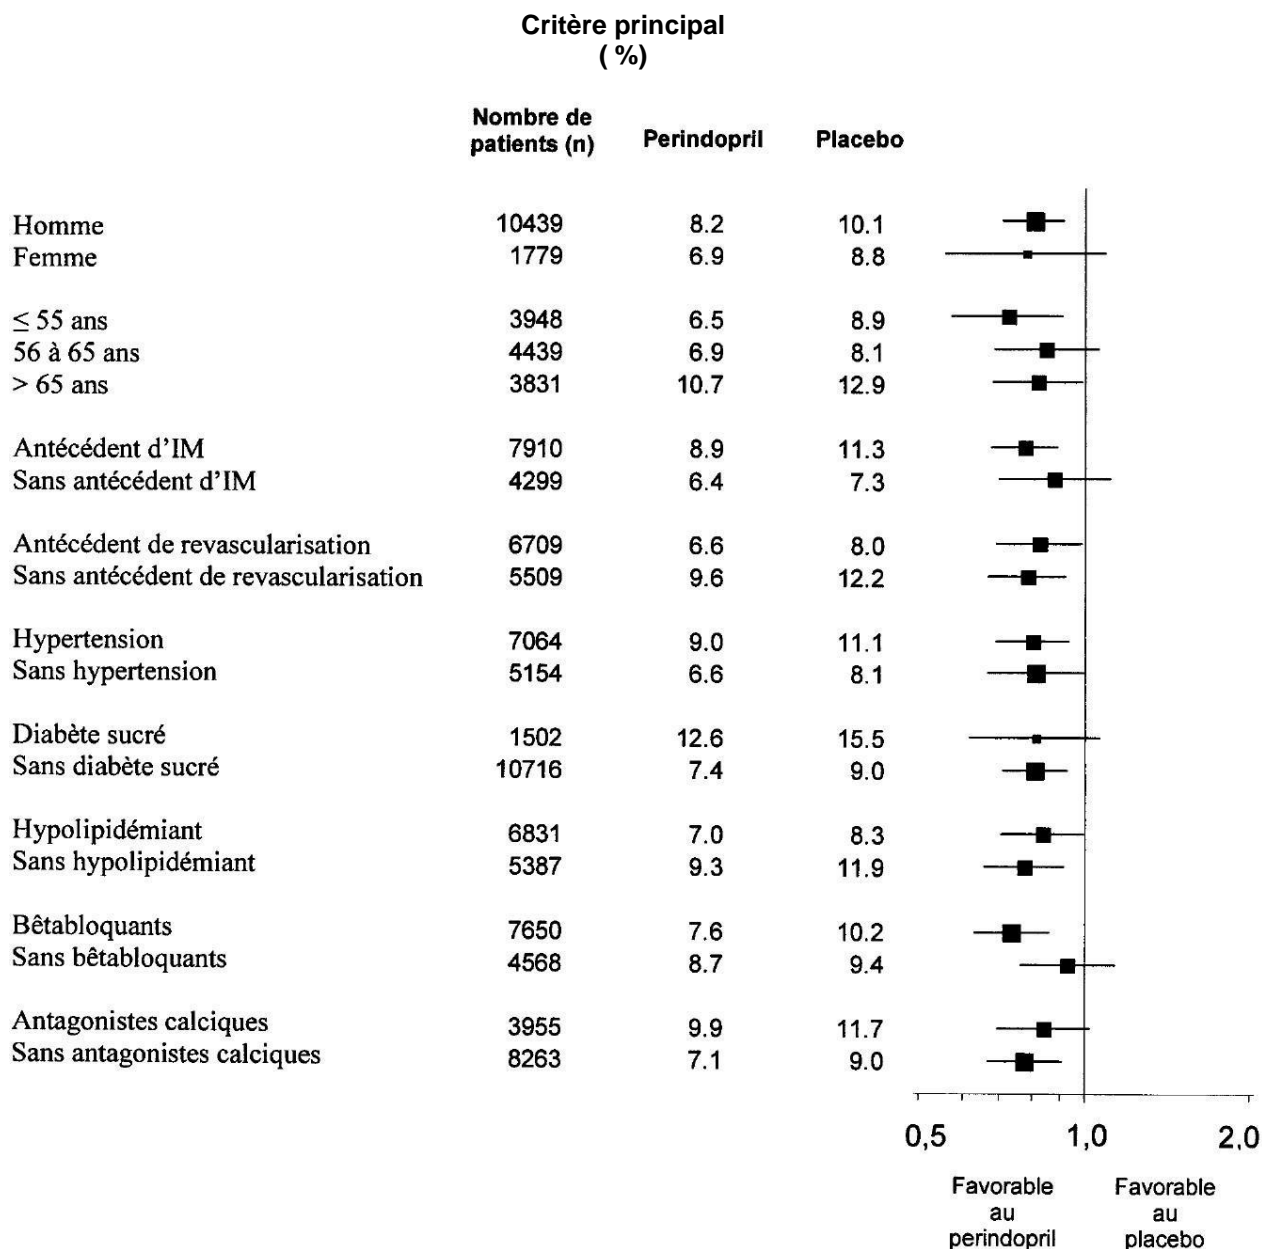 Critère principal
( %)
Nombre de
patients (n) Perindopril Placebo
Homme 10439 8.2 10.1
Femme 1779 6.9 8.8
≤ 55 ans 3948 6.5 8.9
56 à 65 ans 4439 6.9 8.1
> 65 ans 3831 10.7 12.9
Antécédent d’IM 7910 8.9 11.3
Sans antécédent d’IM 4299 6.4 7.3
Antécédent de revascularisation 6709 6.6 8.0
Sans antécédent de revascularisation 5509 9.6 12.2
Hypertension 7064 9.0 11.1
Sans hypertension 5154 6.6 8.1
Diabète sucré 1502 12.6 15.5
Sans diabète sucré 10716 7.4 9.0
Hypolipidémiant 6831 7.0 8.3
Sans hypolipidémiant 5387 9.3 11.9
Bêtabloquants 7650 7.6 10.2
Sans bêtabloquants 4568 8.7 9.4
Antagonistes calciques 3955 9.9 11.7
Sans antagonistes calciques 8263 7.1 9.0
0,5 1,0 2.0
Favorable Favorable
au au
perindopril placebo